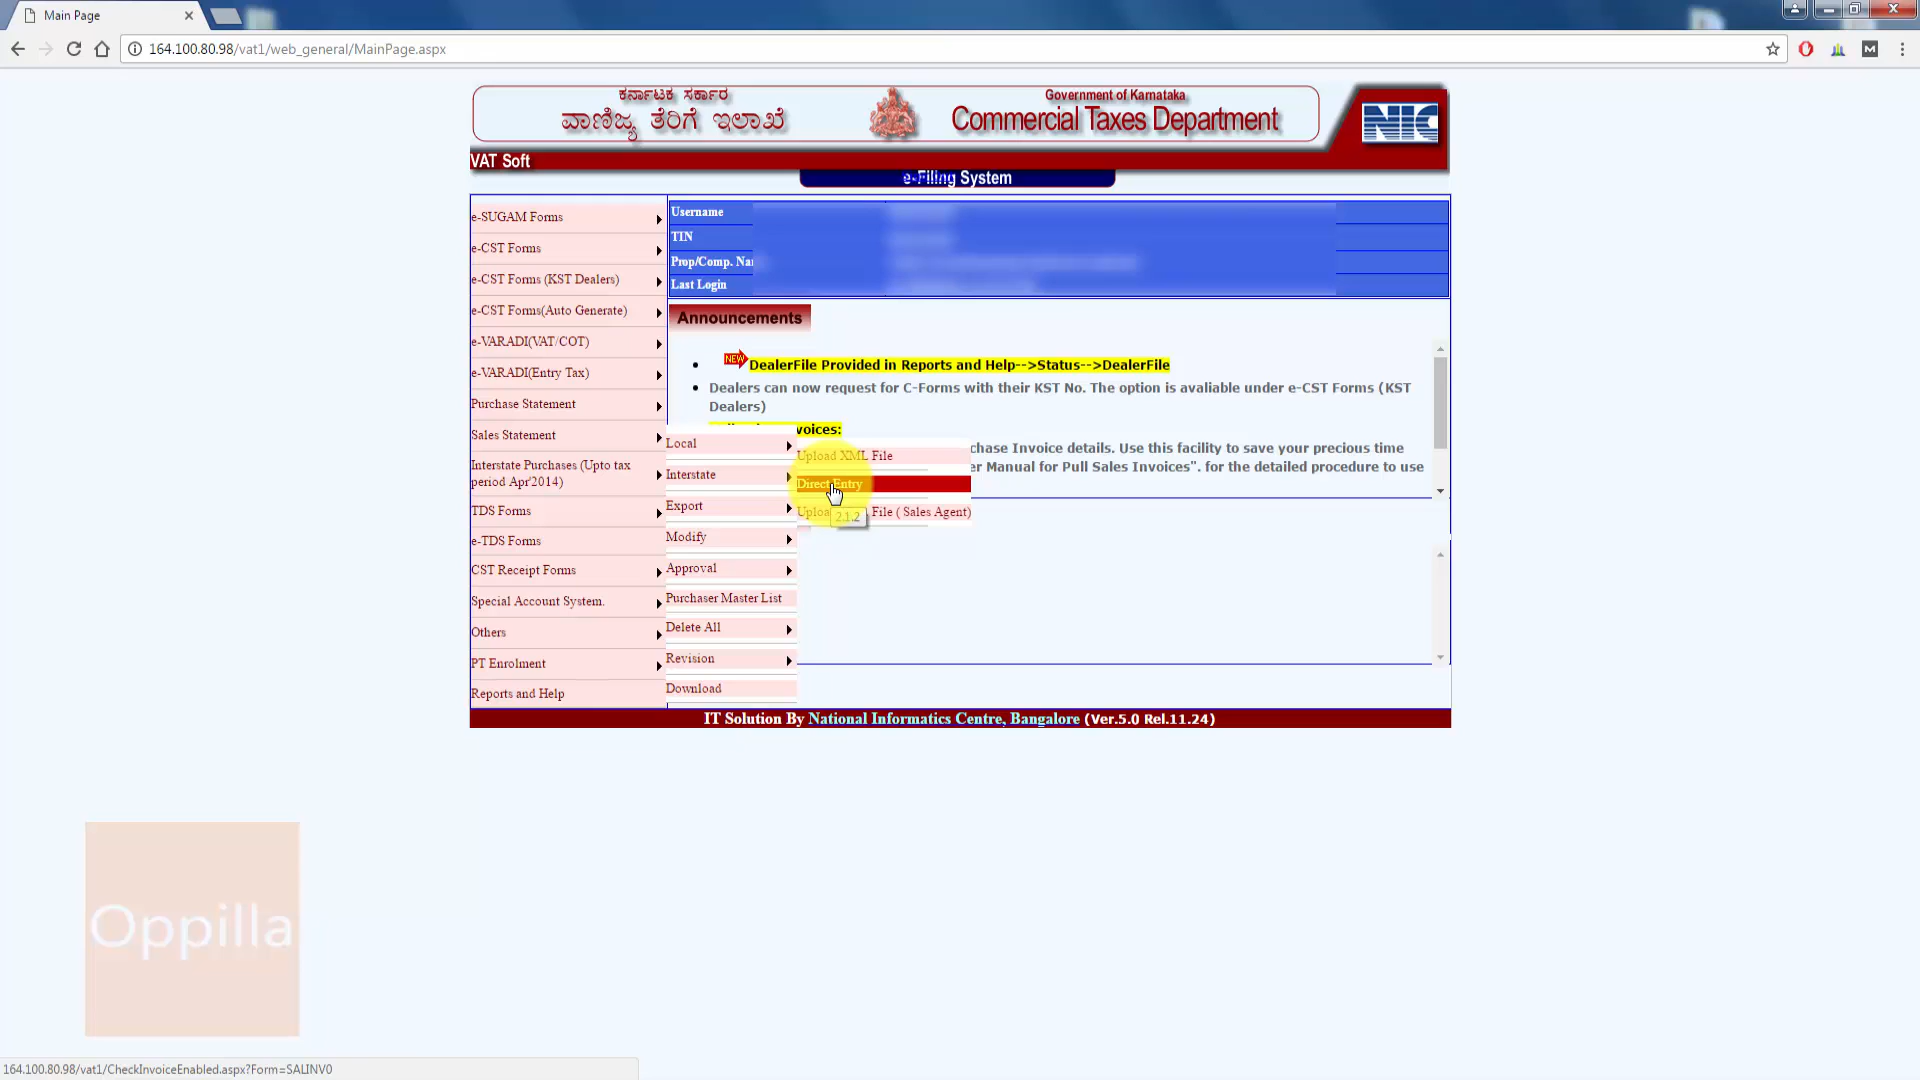 Main Page
164.100.80.98/vat1/web_general/MainPage.aspx
ಕರ್ನಾಟಕ ಸರ್ಕಾರ
ವಾಣಿಜ್ಯ ತೆರಿಗೆ ಇಲಾಖೆ
Government of Karnataka
Commercial Taxes Department
NIC
VAT Soft
e-Filing System
e-SUGAM Forms
e-CST Forms
e-CST Forms (KST Dealers)
e-CST Forms(Auto Generate)
e-VARADI(VAT/COT)
e-VARADI(Entry Tax)
Purchase Statement
Sales Statement
Interstate Purchases (Upto tax
period Apr'2014)
TDS Forms
e-TDS Forms
CST Receipt Forms
Special Account System.
Others
PT Enrolment
Reports and Help
Username
TIN
Prop/Comp.
Last Login
Announcements
NEW DealerFile Provided in Reports and Help-->Status-->DealerFile
Dealers can now request for C-Forms with their KST No. The option is avaliable under e-CST Forms (KST
Dealers)
voices:
chase Invoice details. Use this facility to save your precious time
er Manual for Pull Sales Invoices". for the detailed procedure to use
Local
Interstate
Export
Modify
Approval
Purchaser Master List
Delete All
Revision
Download
Upload XML File
Direct Entry
File ( Sales Agent)
2.1.2
IT Solution By National Informatics Centre, Bangalore (Ver.5.0 Rel.11.24)
Oppilla
164.100.80.98/vat1/CheckInvoiceEnabled.aspx?Form=SALINV0